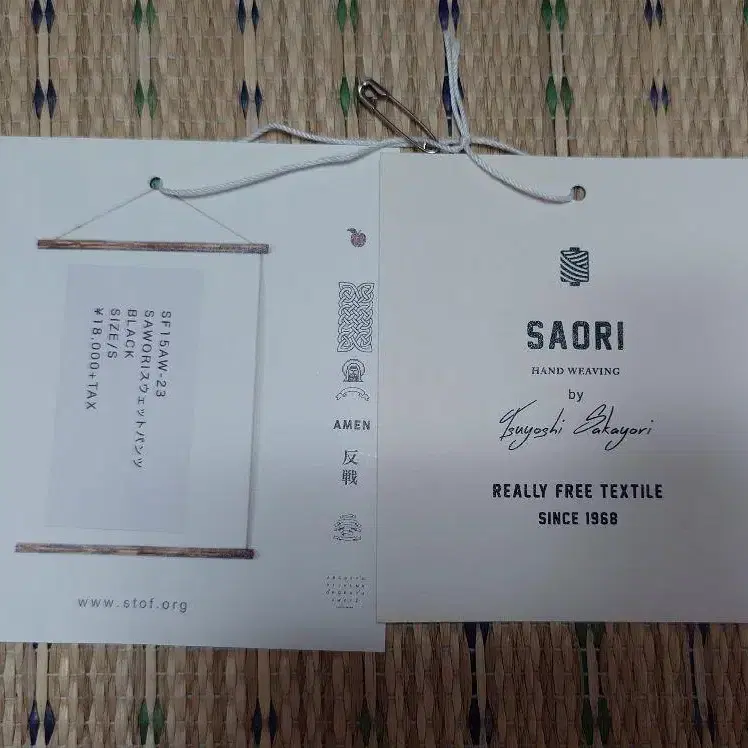 SF15AW-23
SAWORIスウェットパンツ
BLACK
SIZE/S
¥18.000+TAX
AMEN
反戦
www.stof.org
SAORI
HAND WEAVING
by
Tsuyoshi Sakayori
REALLY FREE TEXTILE
SINCE 1968